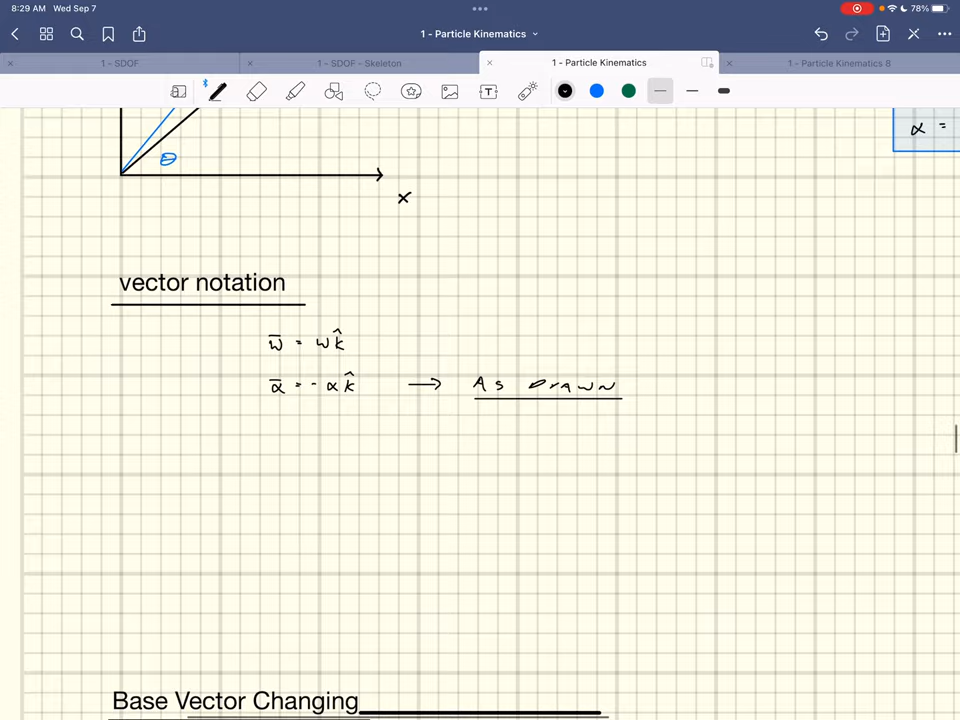 8:29 AM Wed Sep 7
78%
1 - Particle Kinematics
1 - SDOF
1 - SDOF - Skeleton
1 - Particle Kinematics
1 - Particle Kinematics 8
T
α =
θ
x
vector notation
ω̄ = ωk̂
ᾱ = - αk̂ → AS DRAWN
Base Vector Changing